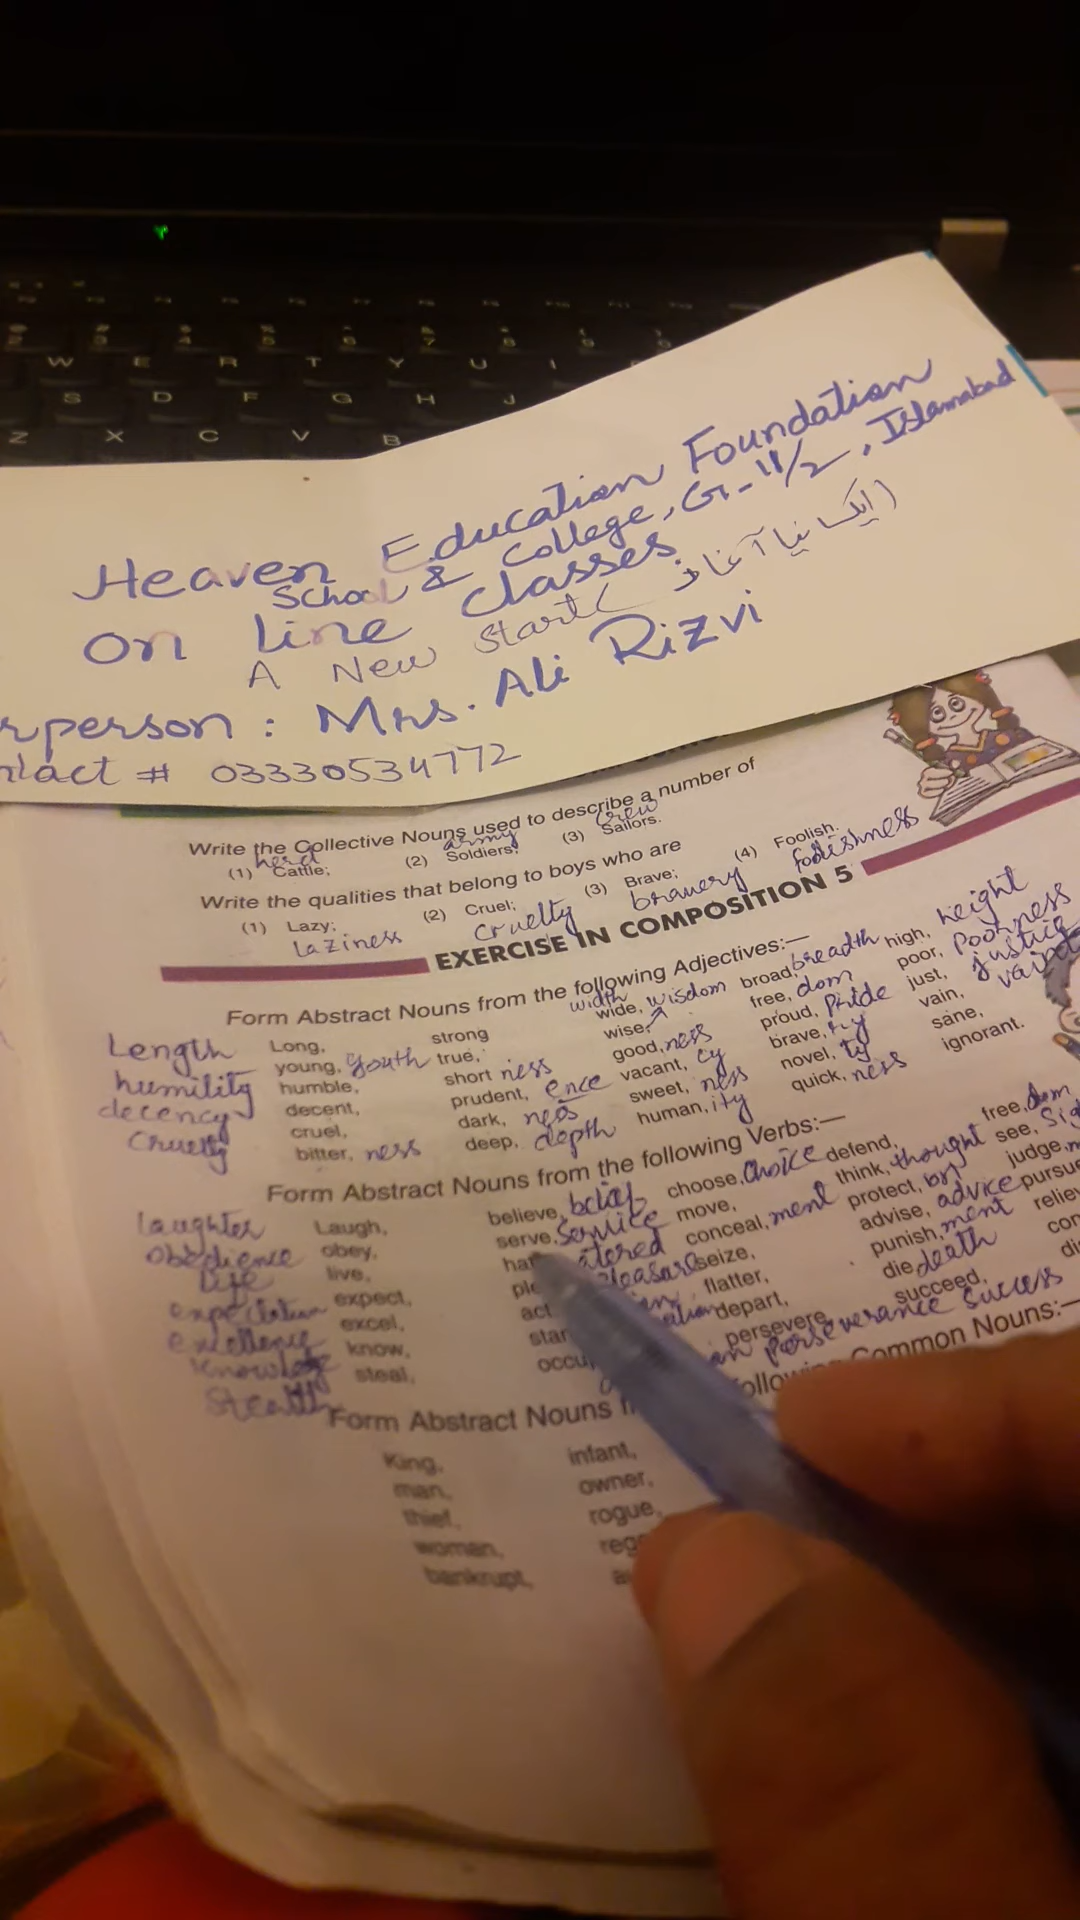 W E R T Y U I
S D F G H J
Z X C V B
Heaven Education Foundation
School & College, G-11/2, Islamabad
On line Classes
A New Start (ایک نیا آغاز)
rperson : Mrs. Ali Rizvi
ntact # 03330534772
Write the Collective Nouns used to describe a number of
herd army crew
(1) Cattle; (2) Soldiers; (3) Sailors.
Write the qualities that belong to boys who are
(1) Lazy; (2) Cruel; (3) Brave; (4) Foolish.
laziness cruelty bravery foolishness
EXERCISE IN COMPOSITION 5
Form Abstract Nouns from the following Adjectives:—
Length Long, strong width wide, wisdom broad, breadth high, height
young, youth true, wise, free, dom poor, poorness
humility humble, short ness good, ness proud, pride just, justice
decency decent, prudent, ence vacant, cy brave, ry vain,
Cruelty cruel, dark, ness sweet, ness novel, ty sane,
bitter, ness deep, depth human, ity quick, ness ignorant.
Form Abstract Nouns from the following Verbs:—
laughter Laugh, believe, belief choose, choice defend, free, dom
obedience obey, serve, service move, think, thought see,
life live, conceal, ment protect, ion judge,
expectation expect, seize, advise, advice pursue
excellence excel, act flatter, punish, ment
knowledge know, depart, die death
Stealth steal, persevere, succeed,
perseverance success
Form Abstract Nouns Common Nouns:—
King, infant,
man, owner,
thief, rogue,
woman,
bankrupt,